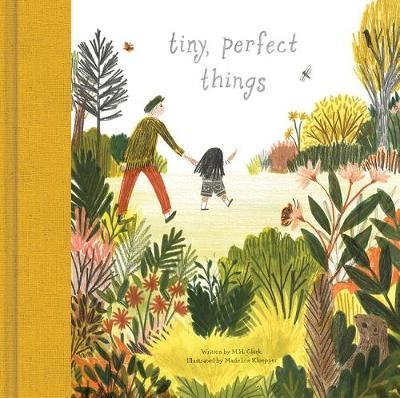 tiny, perfect
things
Written by M.H. Clark
Illustrated by Madeline Kloepper